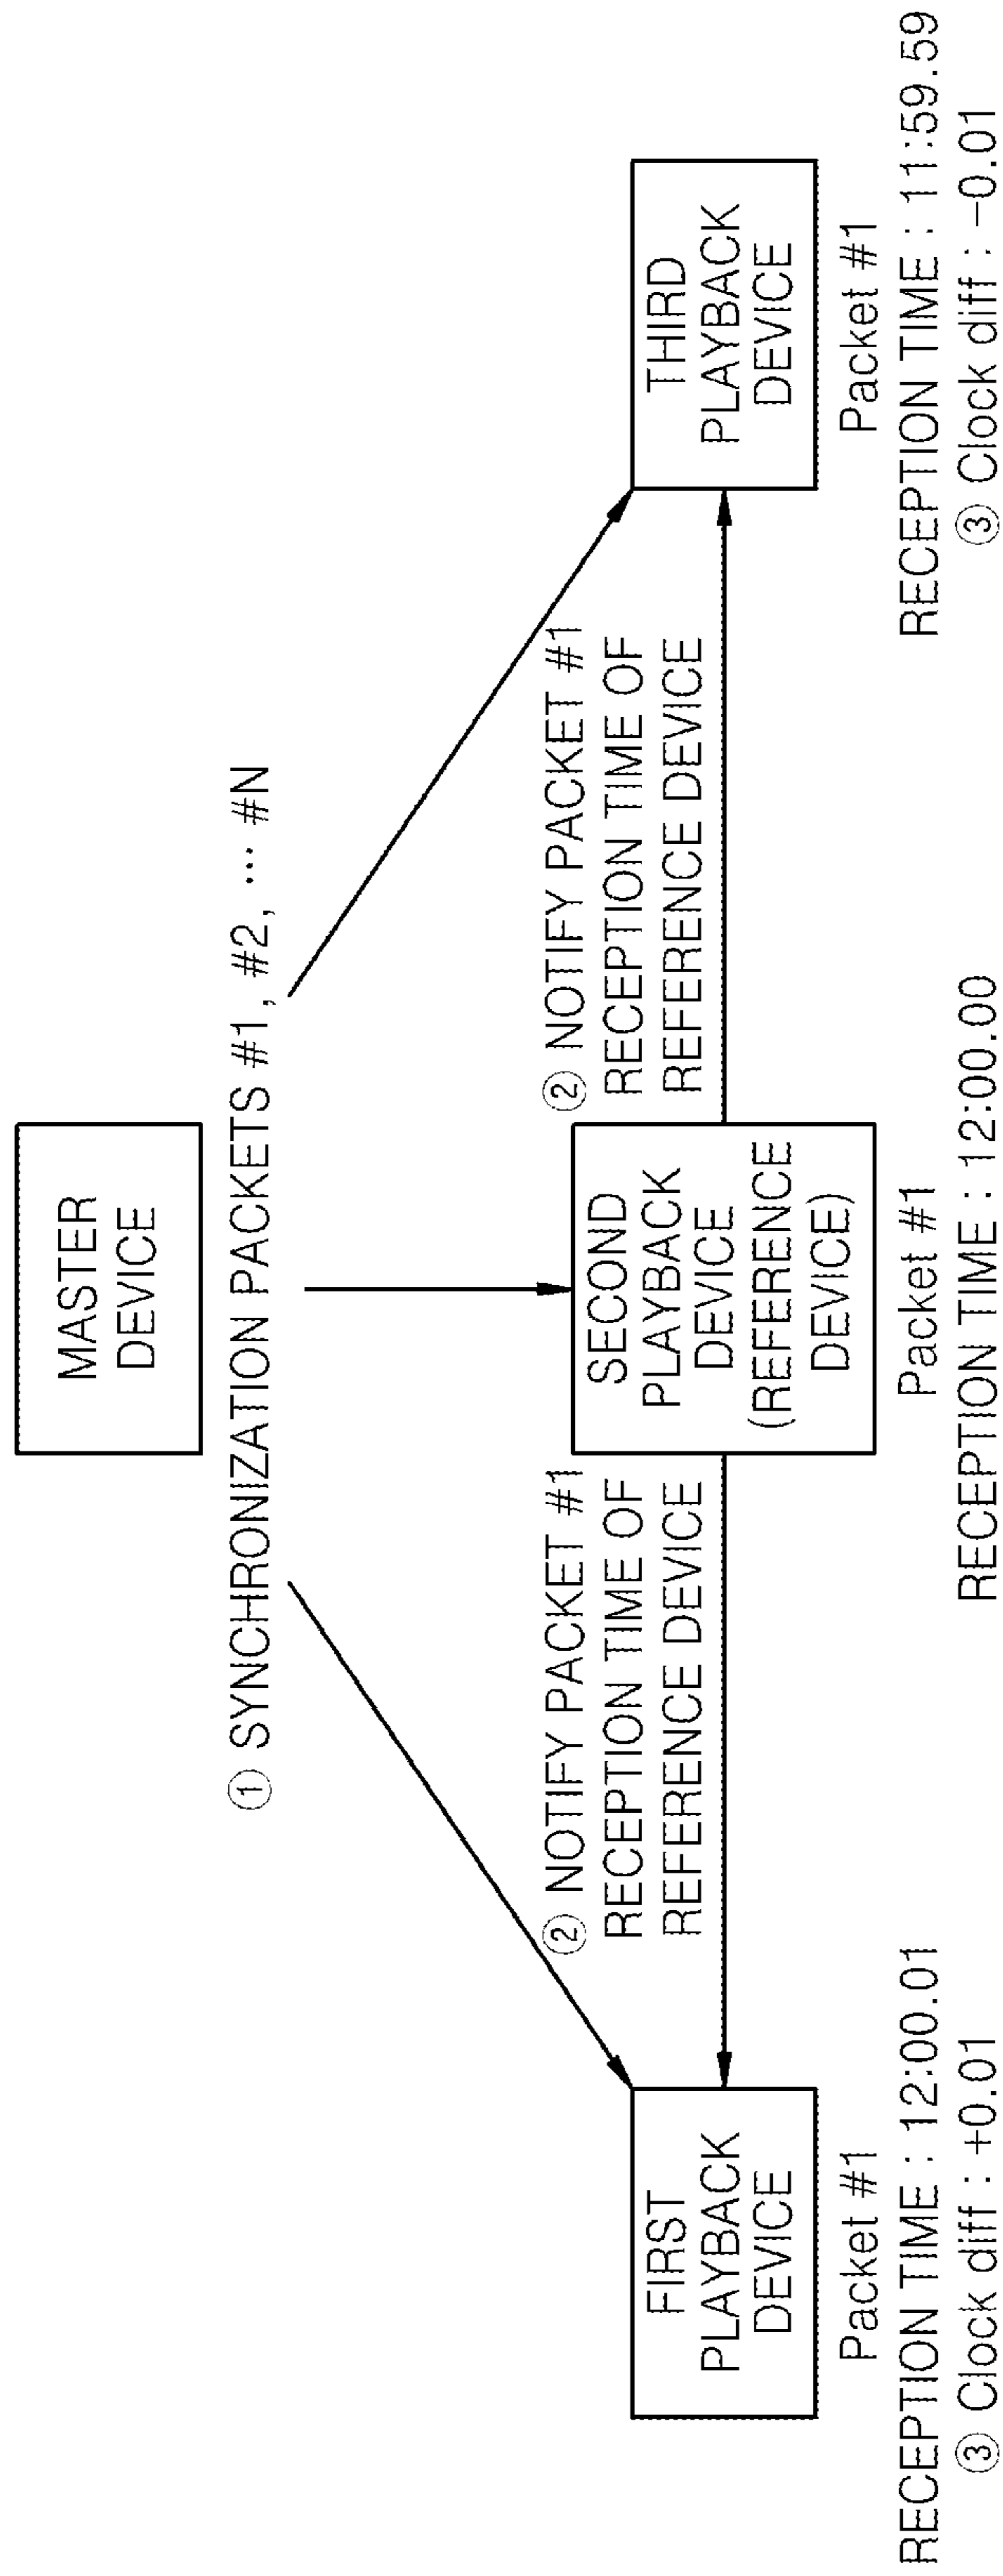 MASTER
DEVICE
① SYNCHRONIZATION PACKETS #1, #2, ··· #N
② NOTIFY PACKET #1
RECEPTION TIME OF
REFERENCE DEVICE
② NOTIFY PACKET #1
RECEPTION TIME OF
REFERENCE DEVICE
FIRST
PLAYBACK
DEVICE
Packet #1
RECEPTION TIME : 12:00.01
③ Clock diff : +0.01
SECOND
PLAYBACK
DEVICE
(REFERENCE
DEVICE)
Packet #1
RECEPTION TIME : 12:00.00
THIRD
PLAYBACK
DEVICE
Packet #1
RECEPTION TIME : 11:59.59
③ Clock diff : -0.01